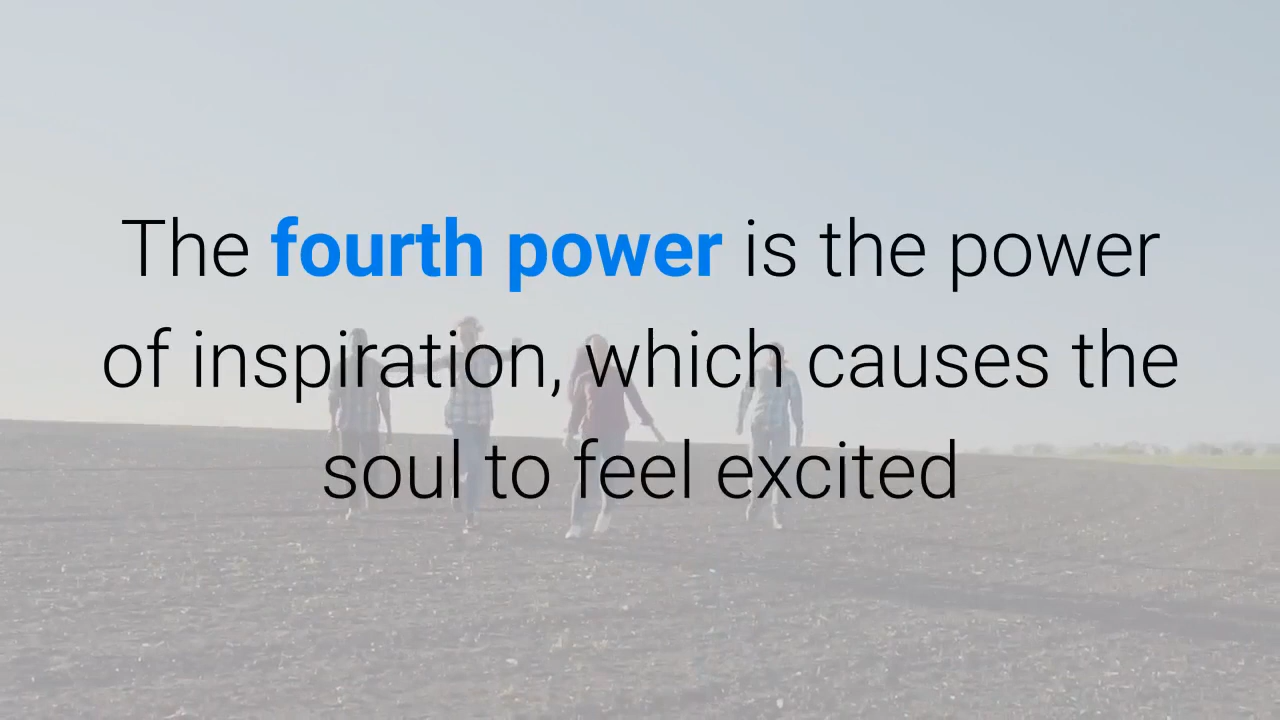 The fourth power is the power
of inspiration, which causes the
soul to feel excited